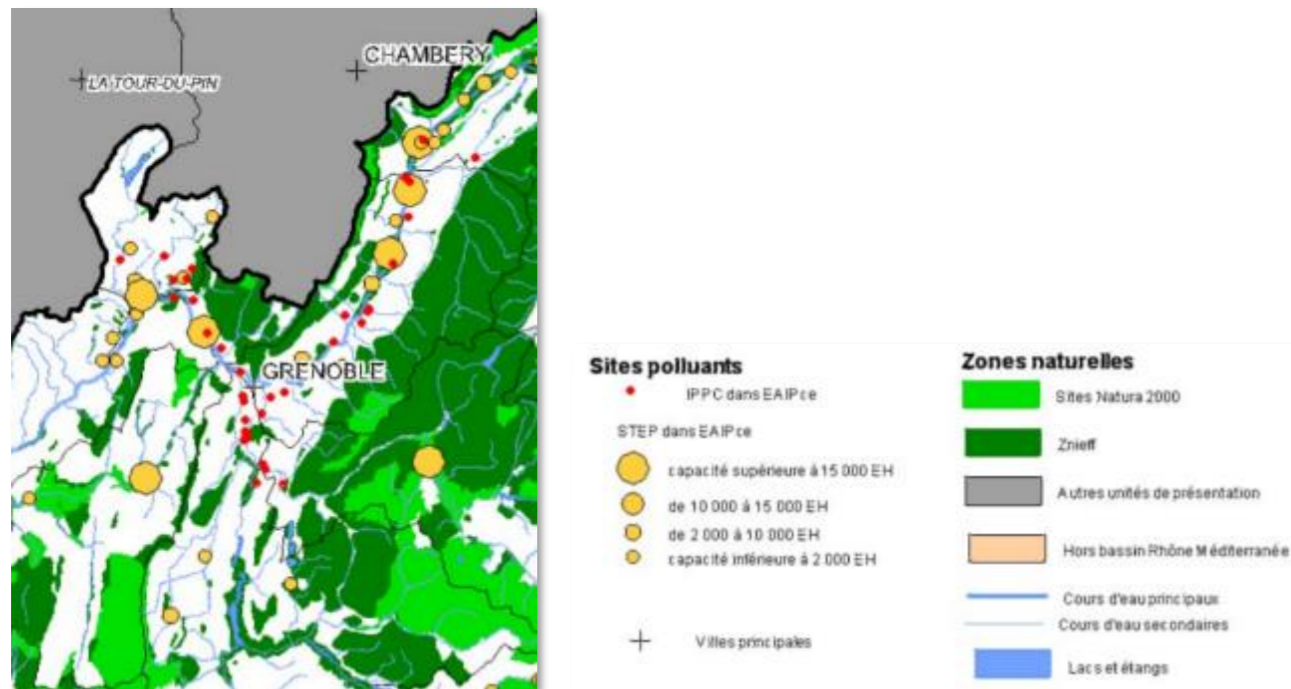 CHAMBERY
LA TOUR-DU-PIN
GRENOBLE
Sites polluants
IPPC dans EAIPce
STEP dans EAIPce
capacité supérieure à 15 000 EH
de 10 000 à 15 000 EH
de 2 000 à 10 000 EH
capacité inférieure à 2 000 EH
Villes principales
Zones naturelles
Sites Natura 2000
Znieff
Autres unités de présentation
Hors bassin Rhône Méditerranée
Cours d'eau principaux
Cours d'eau secondaires
Lacs et étangs